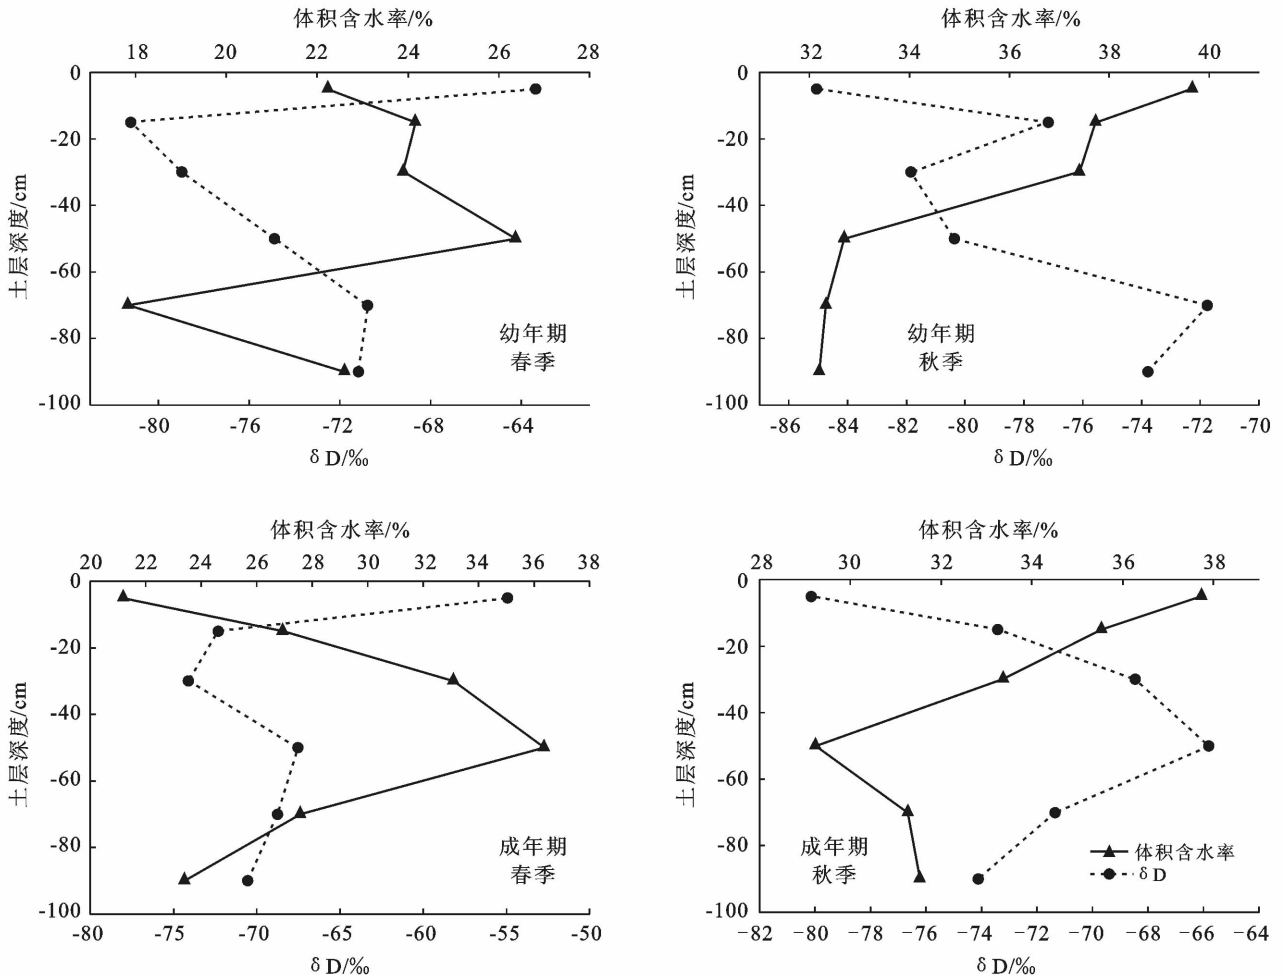 体积含水率/%
18 20 22 24 26 28
0
-20
-40
-60
-80
-100
土层深度/cm
幼年期
春季
-80 -76 -72 -68 -64
δD/‰
体积含水率/%
32 34 36 38 40
0
-20
-40
-60
-80
-100
土层深度/cm
幼年期
秋季
-86 -84 -82 -80 -78 -76 -74 -72 -70
δD/‰
体积含水率/%
20 22 24 26 28 30 32 34 36 38
0
-20
-40
-60
-80
-100
土层深度/cm
成年期
春季
-80 -75 -70 -65 -60 -55 -50
δD/‰
体积含水率/%
28 30 32 34 36 38
0
-20
-40
-60
-80
-100
土层深度/cm
成年期
秋季
体积含水率
δD
-82 -80 -78 -76 -74 -72 -70 -68 -66 -64
δD/‰